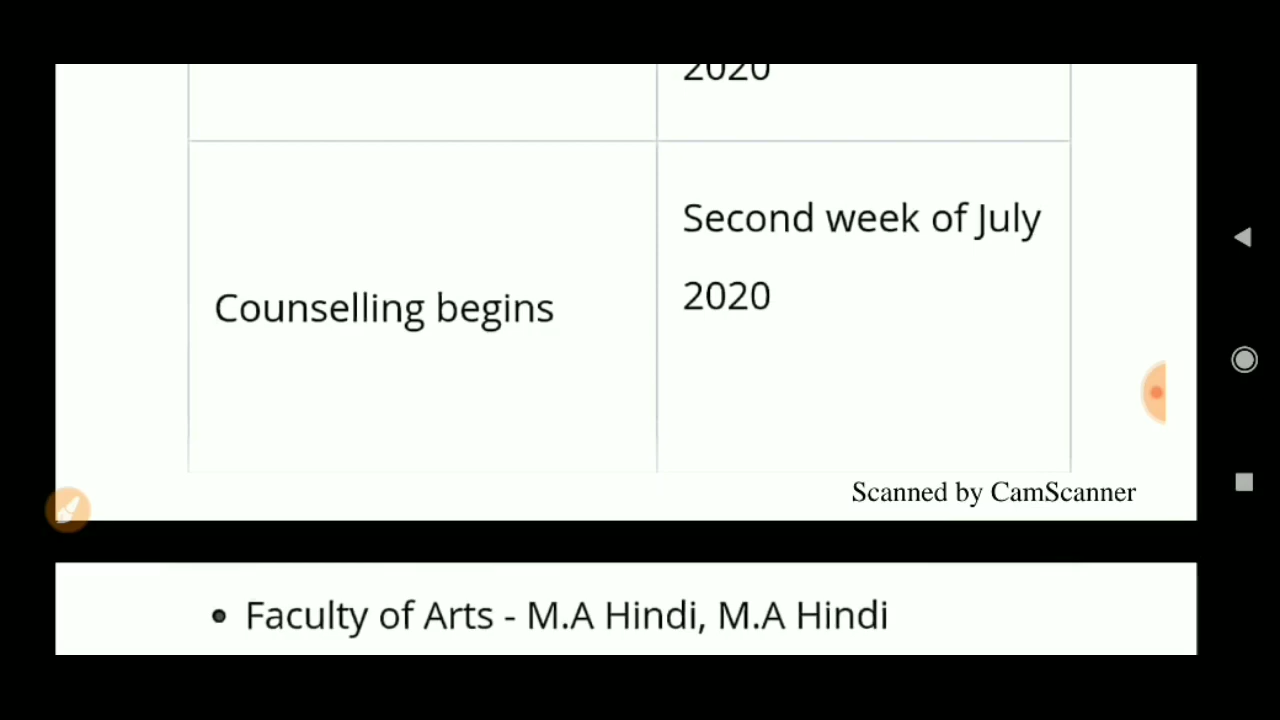 2020
Second week of July
2020
Counselling begins
Scanned by CamScanner
• Faculty of Arts - M.A Hindi, M.A Hindi